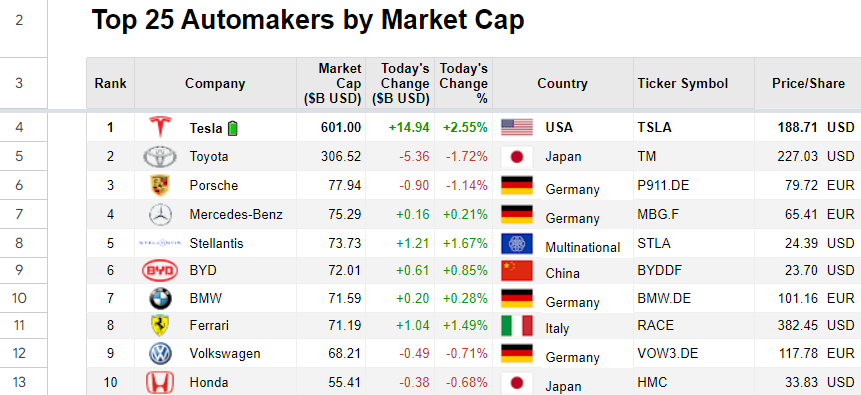 2 Top 25 Automakers by Market Cap
3 Rank Company Market Cap ($B USD) Today's Change ($B USD) Today's Change % Country Ticker Symbol Price/Share
4 1 Tesla 601.00 +14.94 +2.55% USA TSLA 188.71 USD
5 2 Toyota 306.52 -5.36 -1.72% Japan TM 227.03 USD
6 3 Porsche 77.94 -0.90 -1.14% Germany P911.DE 79.72 EUR
7 4 Mercedes-Benz 75.29 +0.16 +0.21% Germany MBG.F 65.41 EUR
8 5 STELLANTIS Stellantis 73.73 +1.21 +1.67% Multinational STLA 24.39 USD
9 6 BYD BYD 72.01 +0.61 +0.85% China BYDDF 23.70 USD
10 7 BMW 71.59 +0.20 +0.28% Germany BMW.DE 101.16 EUR
11 8 Ferrari 71.19 +1.04 +1.49% Italy RACE 382.45 USD
12 9 Volkswagen 68.21 -0.49 -0.71% Germany VOW3.DE 117.78 EUR
13 10 Honda 55.41 -0.38 -0.68% Japan HMC 33.83 USD